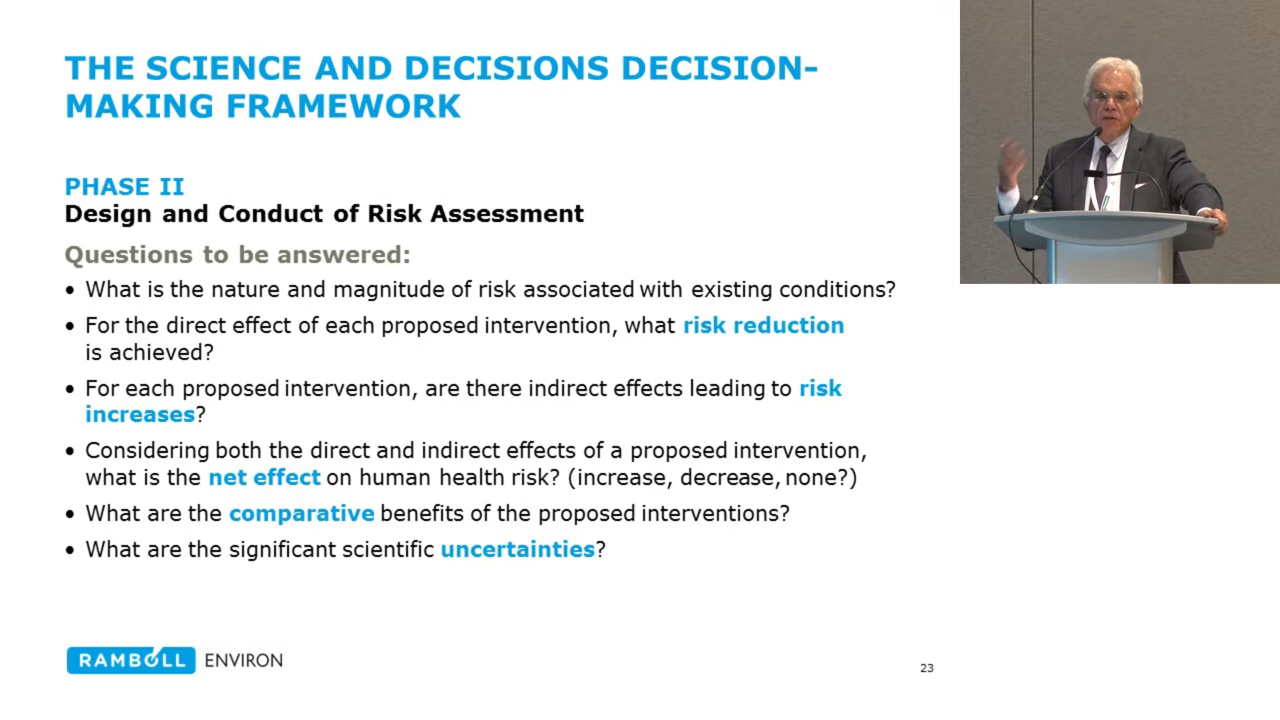 THE SCIENCE AND DECISIONS DECISION-
MAKING FRAMEWORK
PHASE II
Design and Conduct of Risk Assessment
Questions to be answered:
• What is the nature and magnitude of risk associated with existing conditions?
• For the direct effect of each proposed intervention, what risk reduction
is achieved?
• For each proposed intervention, are there indirect effects leading to risk
increases?
• Considering both the direct and indirect effects of a proposed intervention,
what is the net effect on human health risk? (increase, decrease, none?)
• What are the comparative benefits of the proposed interventions?
• What are the significant scientific uncertainties?
RAMBOLL ENVIRON
23